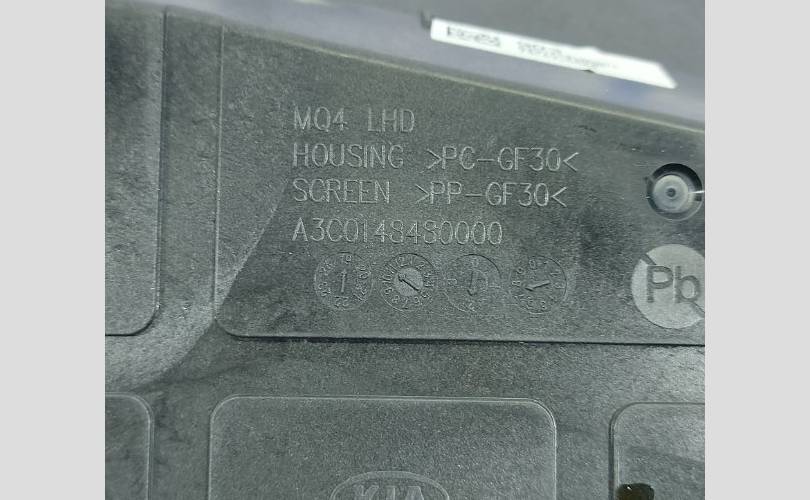 MQ4 LHD
HOUSING >PC-GF30<
SCREEN >PP-GF30<
A3C0148480000
Pb
KIA